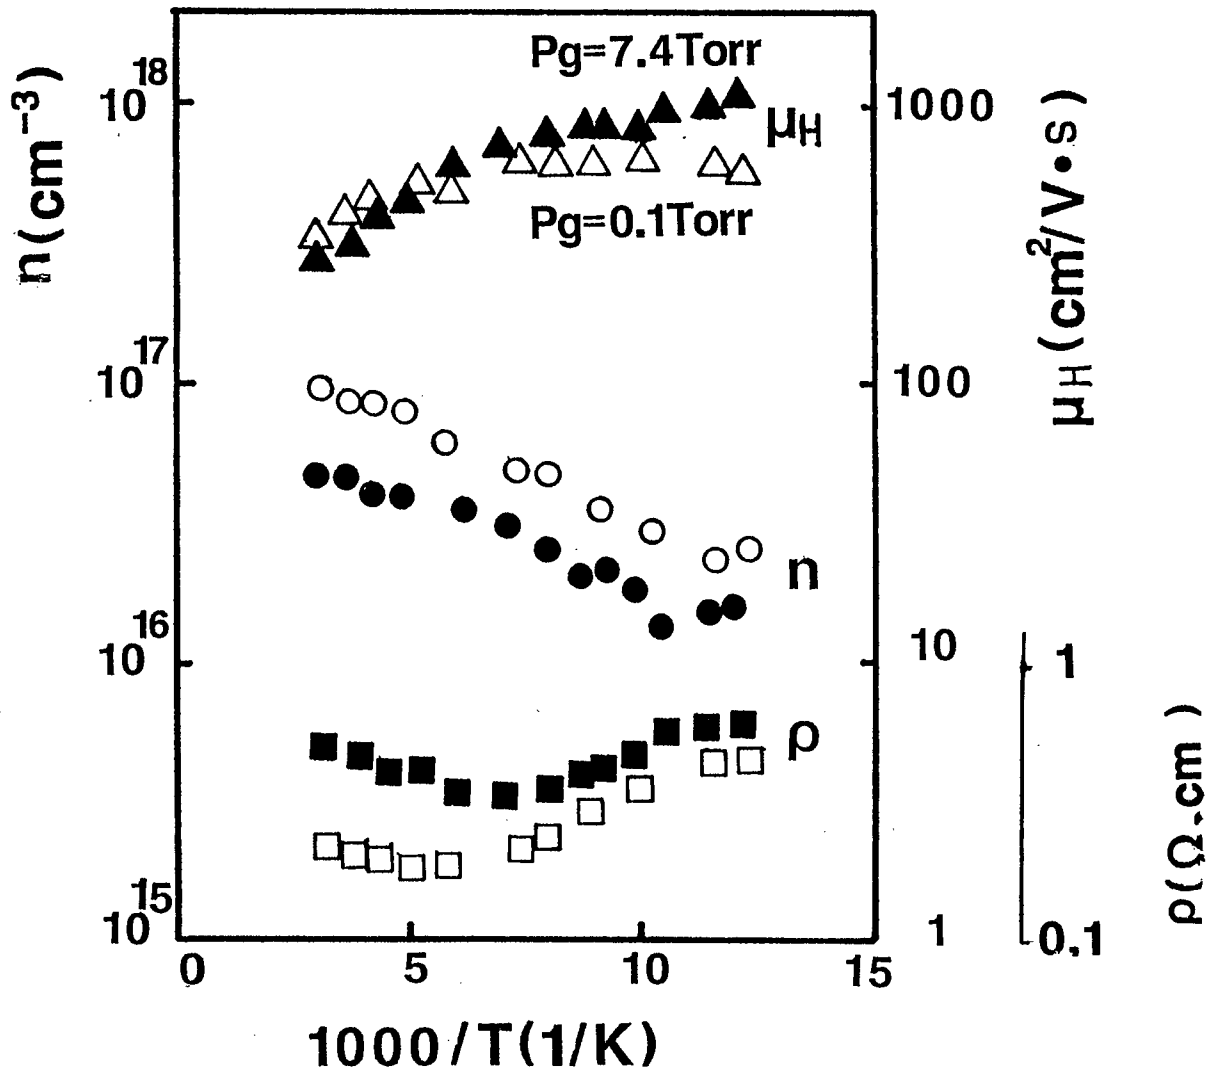 Pg=7.4Torr
μH
Pg=0.1Torr
n
ρ
n(cm⁻³)
10¹⁸
10¹⁷
10¹⁶
10¹⁵
1000
100
10
1
μH(cm²/V•s)
1
0.1
ρ(Ω.cm)
0 5 10 15
1000/T(1/K)